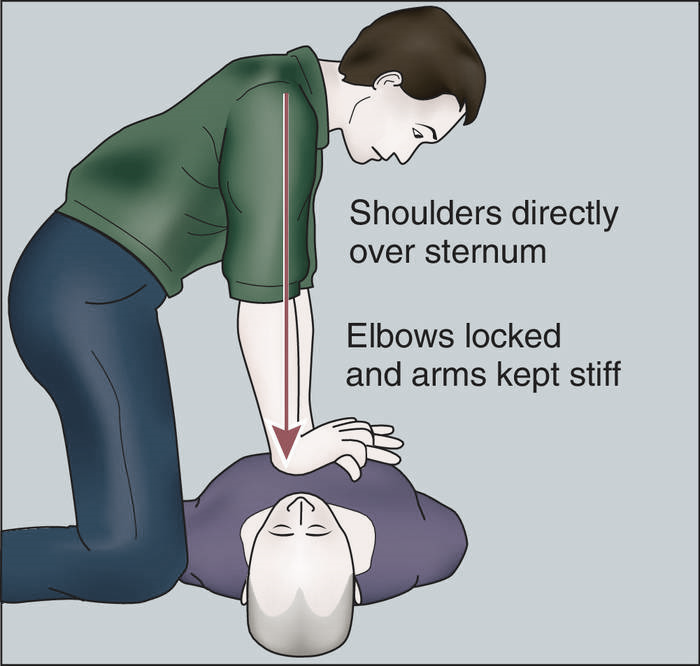 Shoulders directly
over sternum
Elbows locked
and arms kept stiff